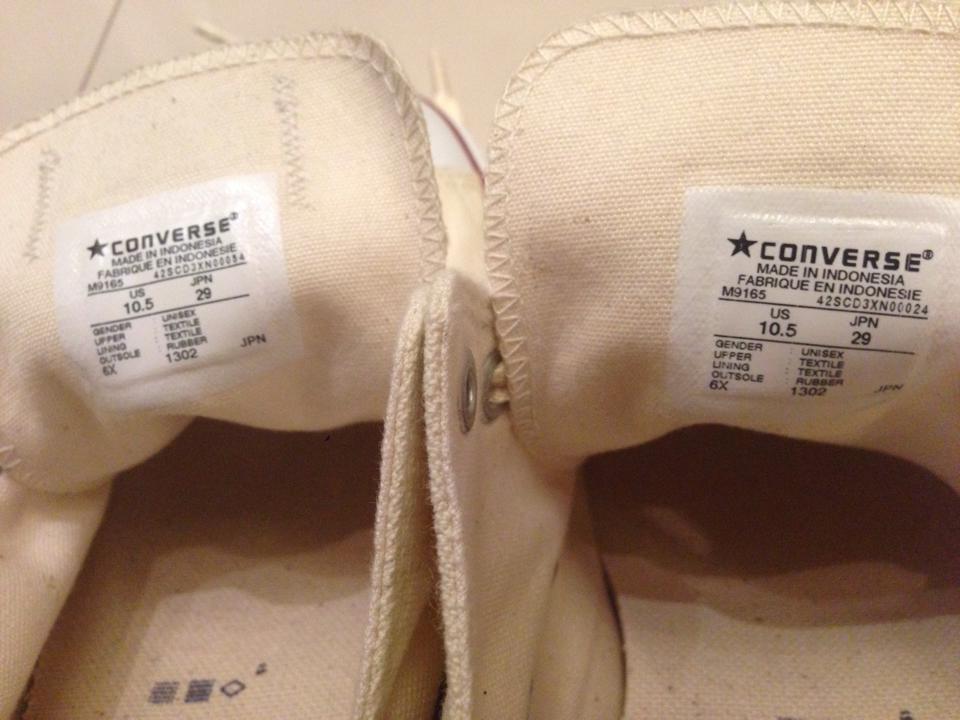 CONVERSE®
MADE IN INDONESIA
FABRIQUE EN INDONESIE
M9165 42SCD3XN00054
US JPN
10.5 29
GENDER : UNISEX
UPPER : TEXTILE
LINING : TEXTILE
OUTSOLE : RUBBER
6X 1302 JPN
CONVERSE®
MADE IN INDONESIA
FABRIQUE EN INDONESIE
M9165 42SCD3XN00024
US JPN
10.5 29
GENDER : UNISEX
UPPER : TEXTILE
LINING : TEXTILE
OUTSOLE : RUBBER
6X 1302 JPN